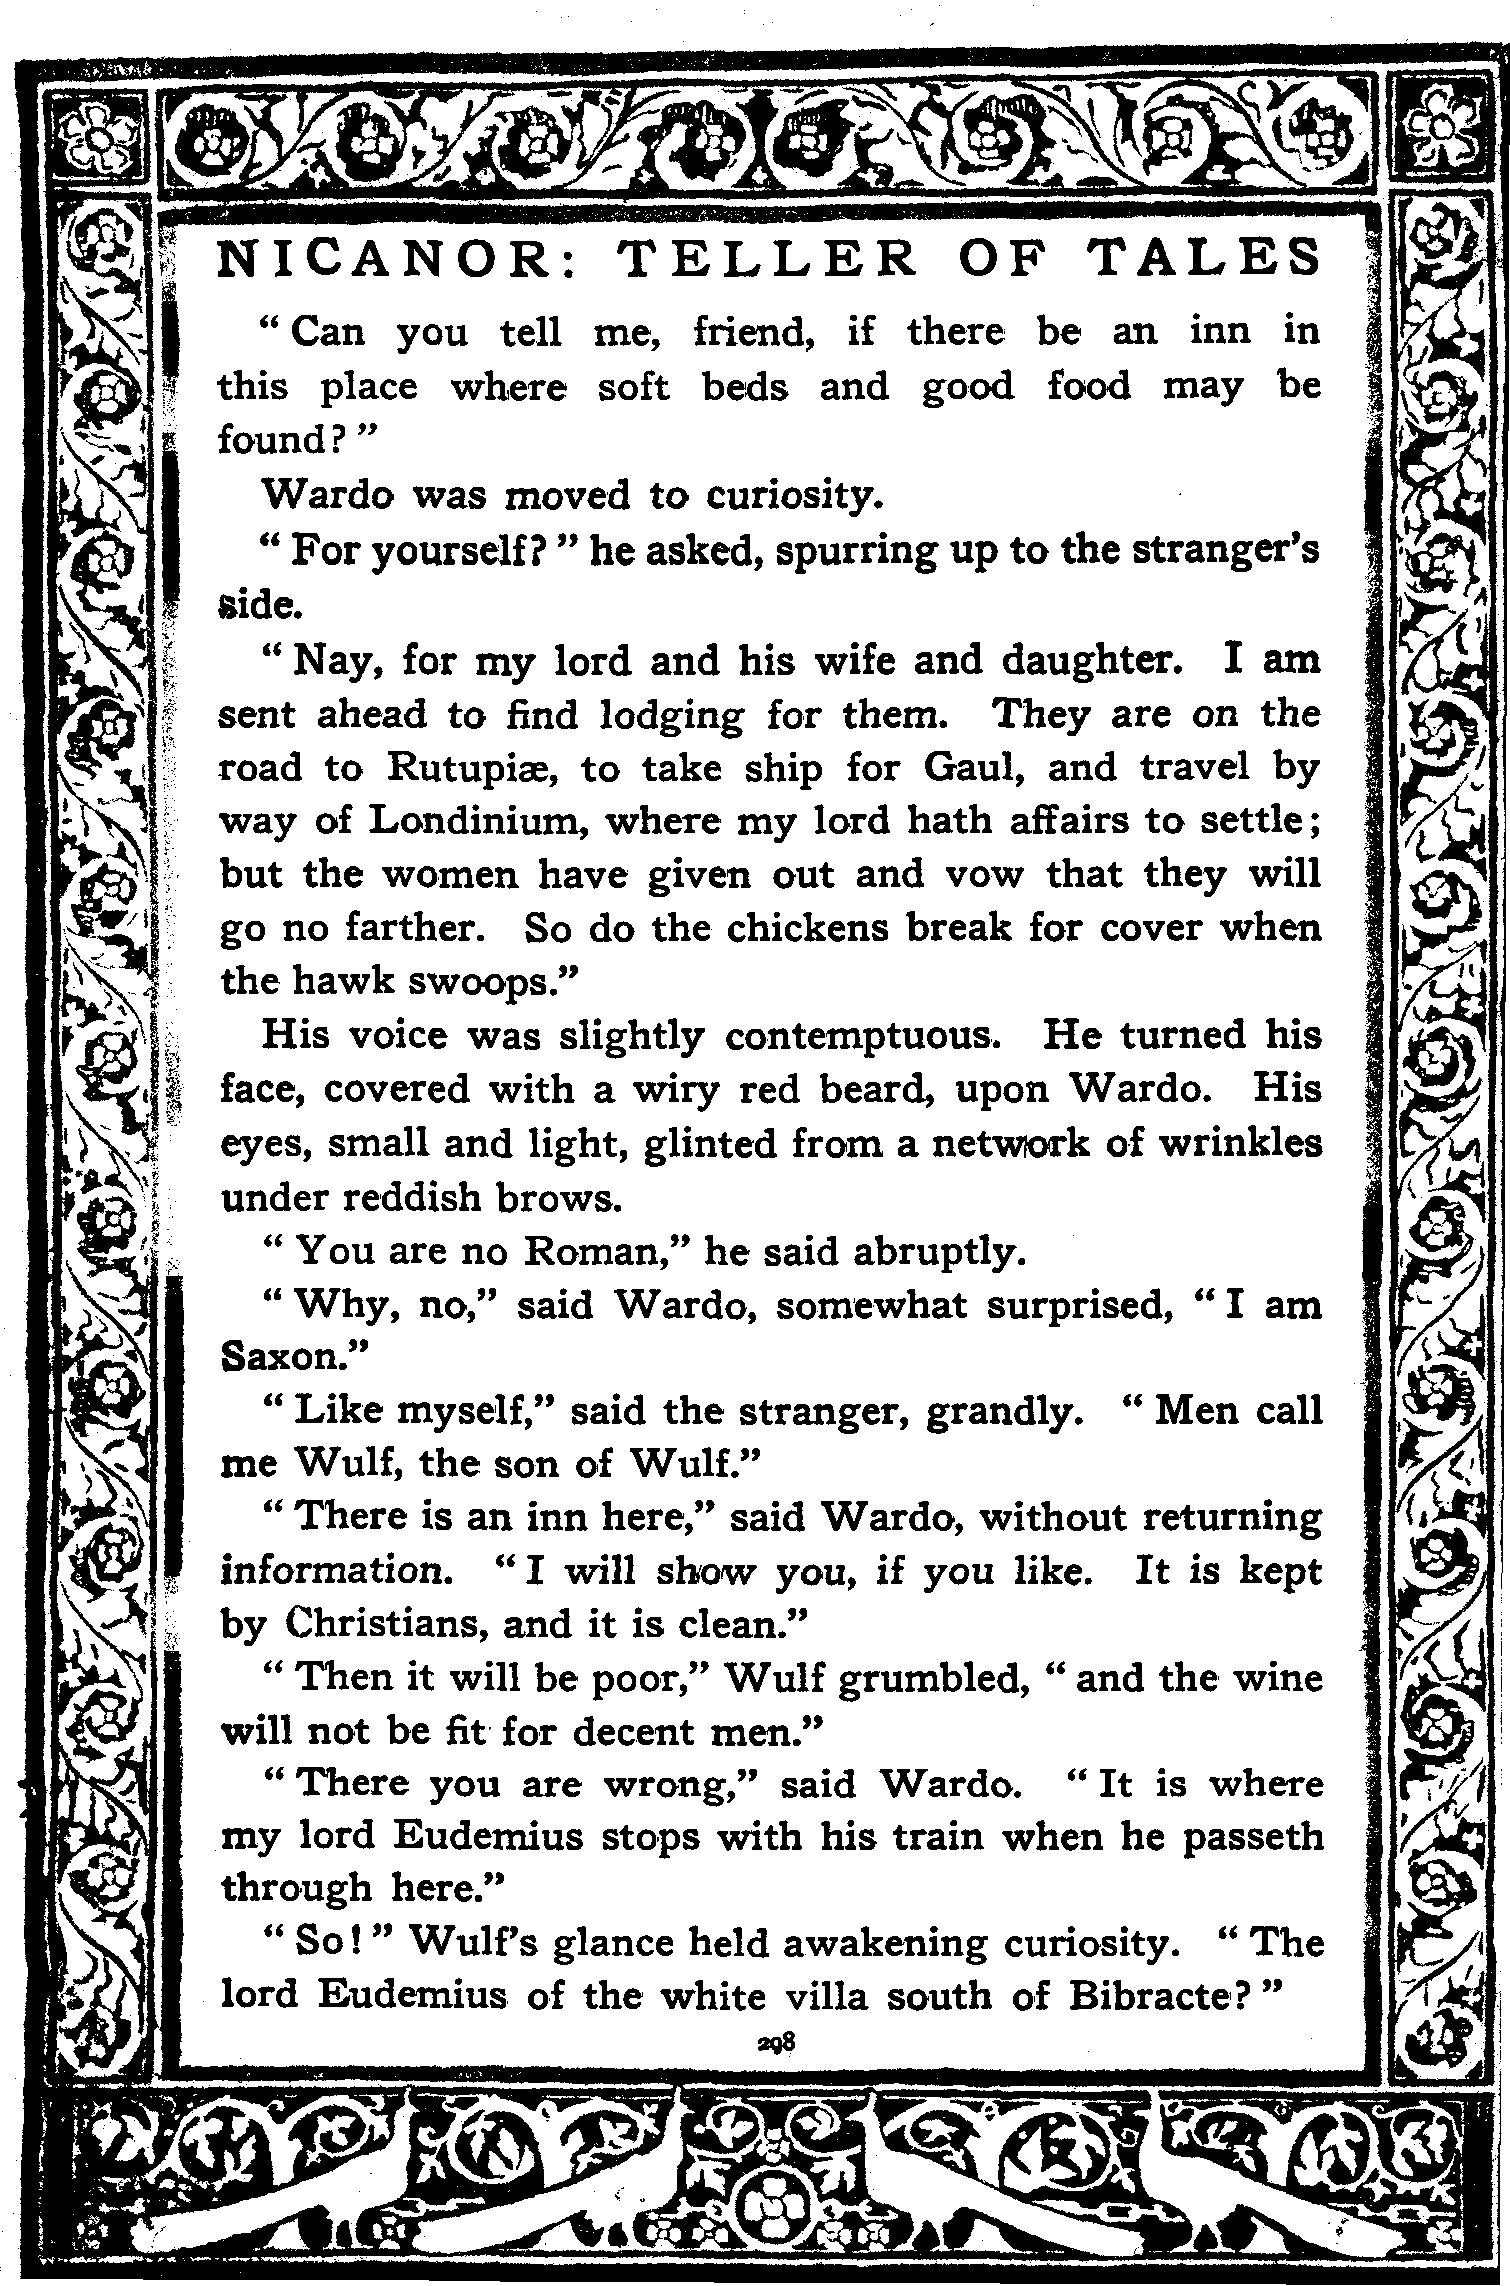 NICANOR: TELLER OF TALES
“ Can you tell me, friend, if there be an inn in
this place where soft beds and good food may be
found? ”
Wardo was moved to curiosity.
“ For yourself? ” he asked, spurring up to the stranger’s
side.
“ Nay, for my lord and his wife and daughter. I am
sent ahead to find lodging for them. They are on the
road to Rutupiæ, to take ship for Gaul, and travel by
way of Londinium, where my lord hath affairs to settle;
but the women have given out and vow that they will
go no farther. So do the chickens break for cover when
the hawk swoops.”
His voice was slightly contemptuous. He turned his
face, covered with a wiry red beard, upon Wardo. His
eyes, small and light, glinted from a network of wrinkles
under reddish brows.
“ You are no Roman,” he said abruptly.
“ Why, no,” said Wardo, somewhat surprised, “ I am
Saxon.”
“ Like myself,” said the stranger, grandly. “ Men call
me Wulf, the son of Wulf.”
“ There is an inn here,” said Wardo, without returning
information. “ I will show you, if you like. It is kept
by Christians, and it is clean.”
“ Then it will be poor,” Wulf grumbled, “ and the wine
will not be fit for decent men.”
“ There you are wrong,” said Wardo. “ It is where
my lord Eudemius stops with his train when he passeth
through here.”
“ So! ” Wulf’s glance held awakening curiosity. “ The
lord Eudemius of the white villa south of Bibracte? ”
298